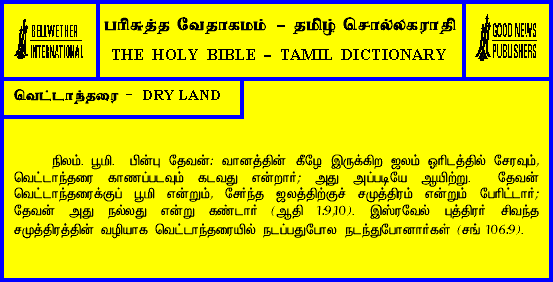 BELLWETHER
INTERNATIONAL
பரிசுத்த வேதாகமம் – தமிழ் சொல்லகராதி
THE HOLY BIBLE – TAMIL DICTIONARY
GOOD NEWS
PUBLISHERS
வெட்டாந்தரை - DRY LAND
நிலம். பூமி. பின்பு தேவன்: வானத்தின் கீழே இருக்கிற ஜலம் ஓரிடத்தில் சேரவும்,
வெட்டாந்தரை காணப்படவும் கடவது என்றார்; அது அப்படியே ஆயிற்று. தேவன்
வெட்டாந்தரைக்குப் பூமி என்றும், சேர்ந்த ஜலத்திற்குச் சமுத்திரம் என்றும் பேரிட்டார்;
தேவன் அது நல்லது என்று கண்டார் (ஆதி 1:9,10). இஸ்ரவேல் புத்திரர் சிவந்த
சமுத்திரத்தின் வழியாக வெட்டாந்தரையில் நடப்பதுபோல நடந்துபோனார்கள் (சங் 106:9).